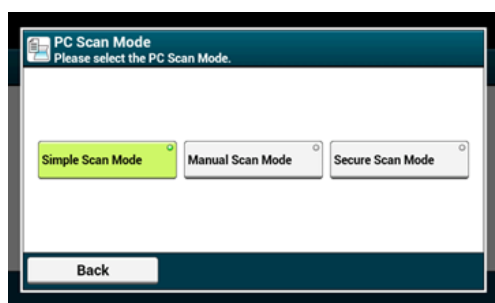 PC Scan Mode
Please select the PC Scan Mode.
Simple Scan Mode
Manual Scan Mode
Secure Scan Mode
Back